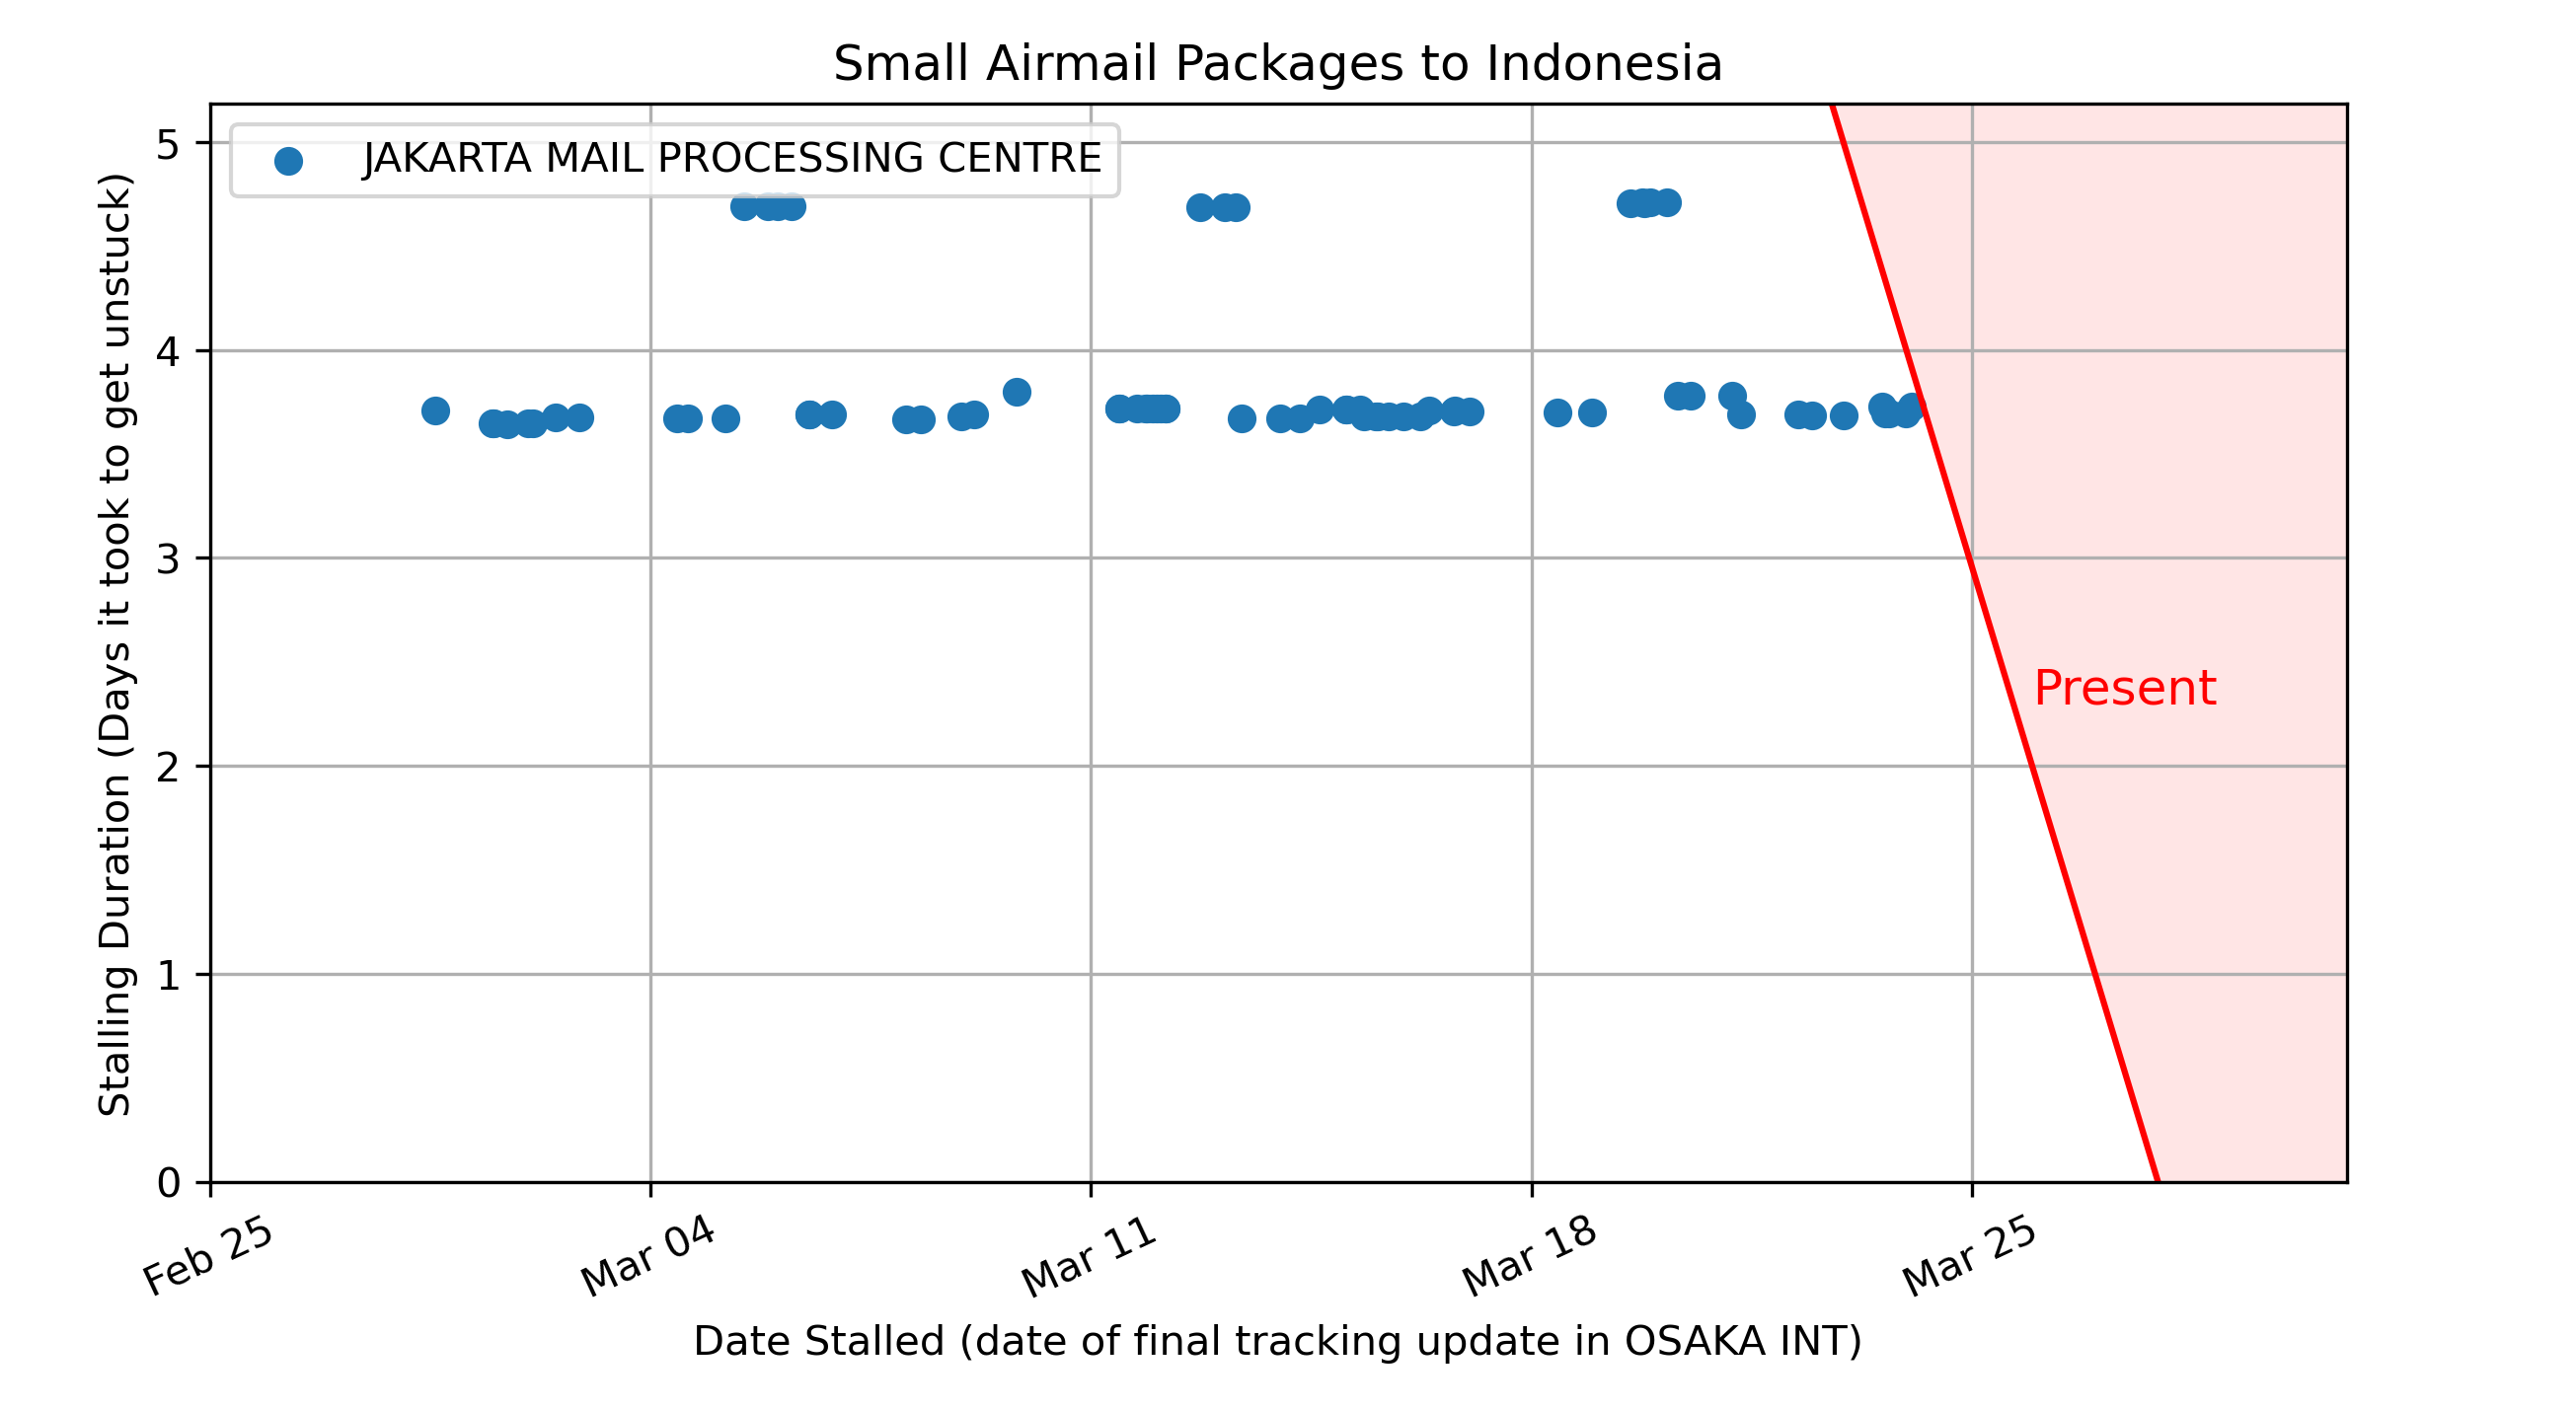 Small Airmail Packages to Indonesia
JAKARTA MAIL PROCESSING CENTRE
Stalling Duration (Days it took to get unstuck)
5
4
3
2
1
0
Present
Feb 25
Mar 04
Mar 11
Mar 18
Mar 25
Date Stalled (date of final tracking update in OSAKA INT)